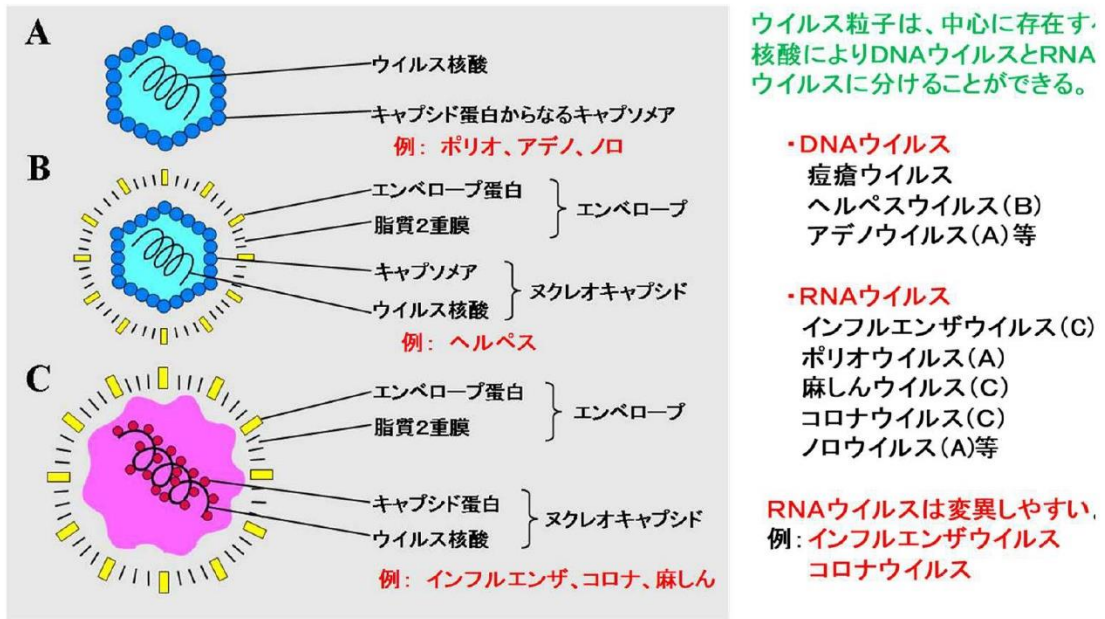 A
ウイルス核酸
キャプシド蛋白からなるキャプソメア
例： ポリオ、アデノ、ノロ
B
エンベロープ蛋白
エンベロープ
脂質２重膜
キャプソメア
ヌクレオキャプシド
ウイルス核酸
例： ヘルペス
C
エンベロープ蛋白
エンベロープ
脂質２重膜
キャプシド蛋白
ヌクレオキャプシド
ウイルス核酸
例： インフルエンザ、コロナ、麻しん
ウイルス粒子は、中心に存在す
核酸によりDNAウイルスとRNA
ウイルスに分けることができる。
・DNAウイルス
痘瘡ウイルス
ヘルペスウイルス（B）
アデノウイルス（A）等
・RNAウイルス
インフルエンザウイルス（C）
ポリオウイルス（A）
麻しんウイルス（C）
コロナウイルス（C）
ノロウイルス（A）等
RNAウイルスは変異しやすい。
例：インフルエンザウイルス
コロナウイルス